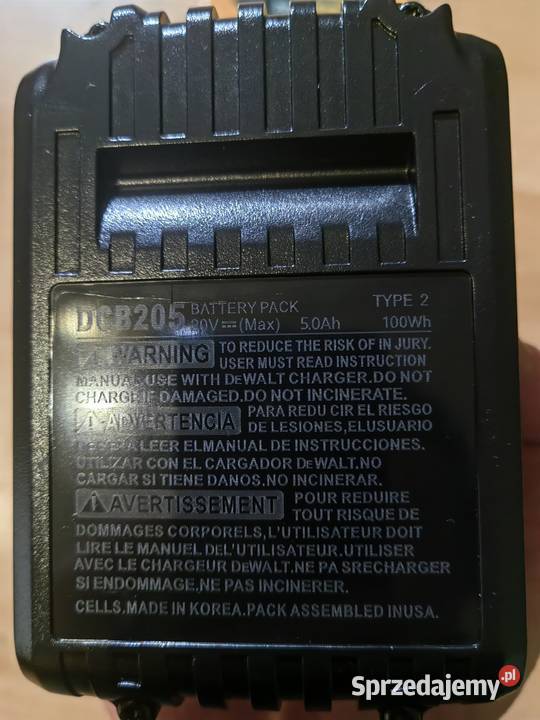 DCB205 BATTERY PACK TYPE 2
20V (Max) 5.0Ah 100Wh
WARNING TO REDUCE THE RISK OF IN JURY.
USER MUST READ INSTRUCTION
MANUAL.USE WITH DEWALT CHARGER.DO NOT
CHARGE IF DAMAGED.DO NOT INCINERATE.
ADVERTENCIA PARA REDU CIR EL RIESGO
DE LESIONES,ELUSUARIO
DEBERA LEER ELMANUAL DE INSTRUCCIONES.
UTILIZAR CON EL CARGADOR DEWALT.NO
CARGAR SI TIENE DANOS.NO INCINERAR.
AVERTISSEMENT POUR REDUIRE
TOUT RISQUE DE
DOMMAGES CORPORELS,L'UTILISATEUR DOIT
LIRE LE MANUEL DEL'UTILISATEUR.UTILISER
AVEC LE CHARGEUR DEWALT.NE PA SRECHARGER
SI ENDOMMAGE,NE PAS INCINERER.
CELLS.MADE IN KOREA.PACK ASSEMBLED INUSA.
Sprzedajemy.pl